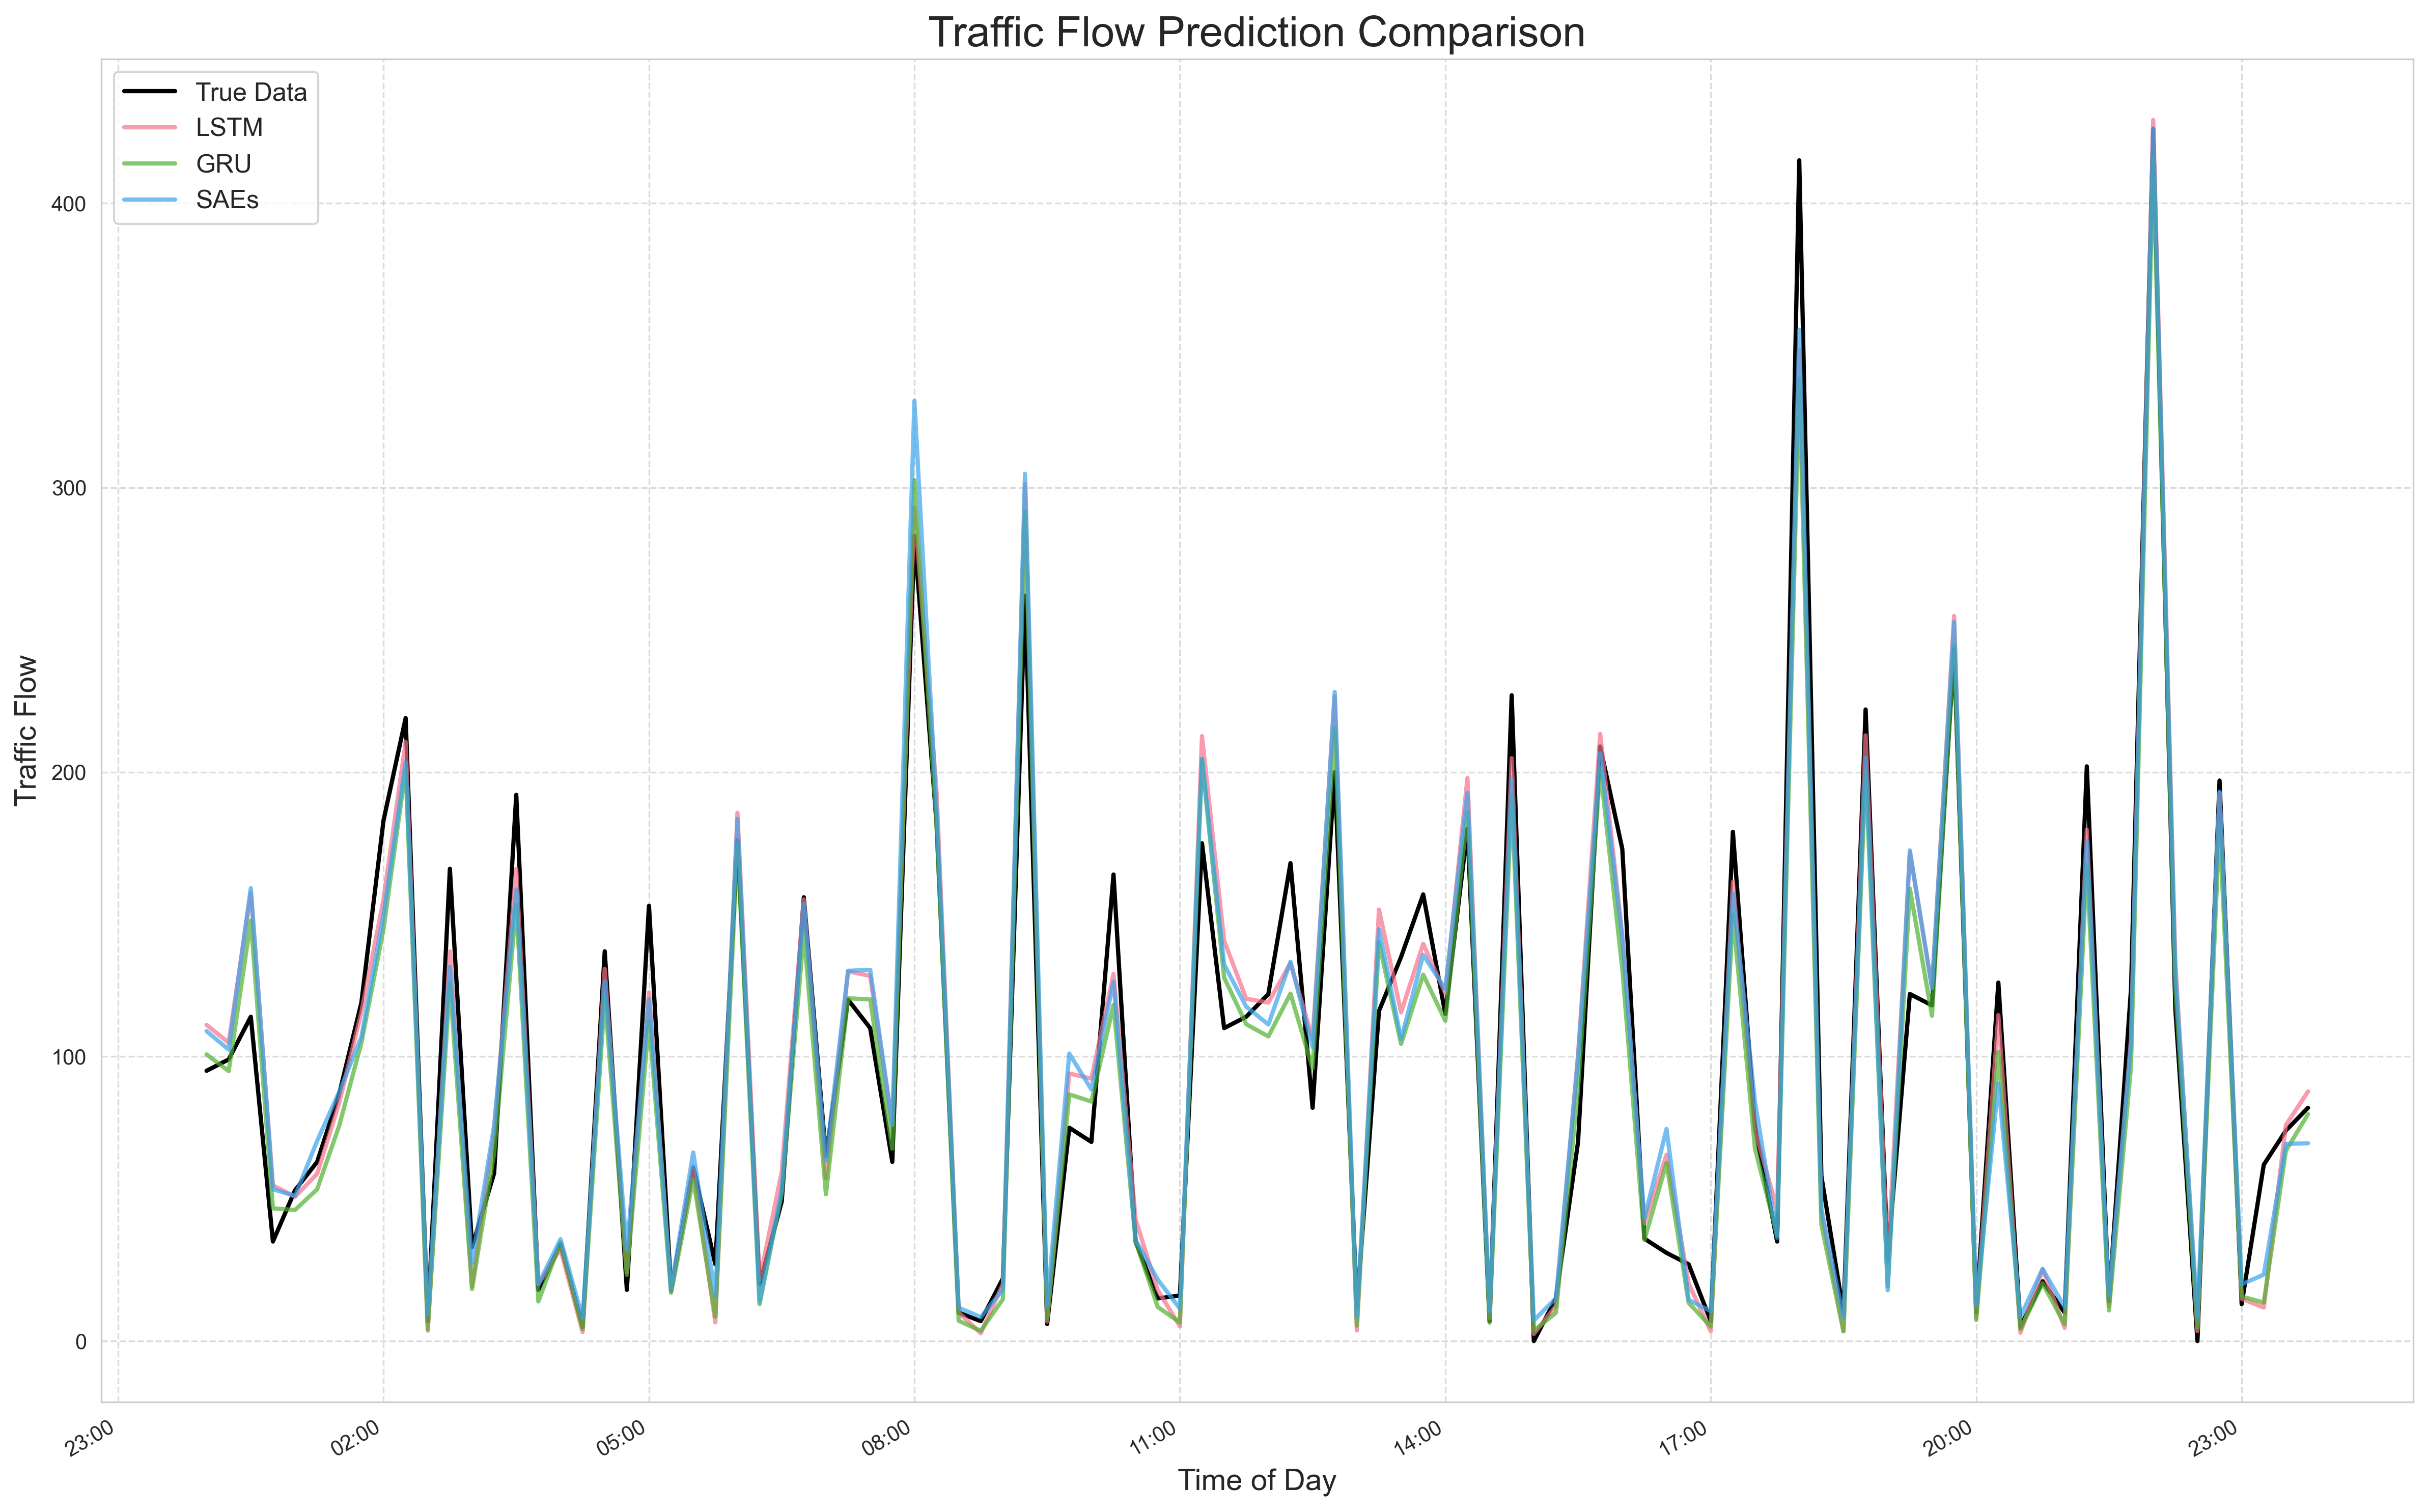 Traffic Flow Prediction Comparison
True Data
LSTM
GRU
SAEs
Traffic Flow
400
300
200
100
0
23:00
02:00
05:00
08:00
11:00
14:00
17:00
20:00
23:00
Time of Day